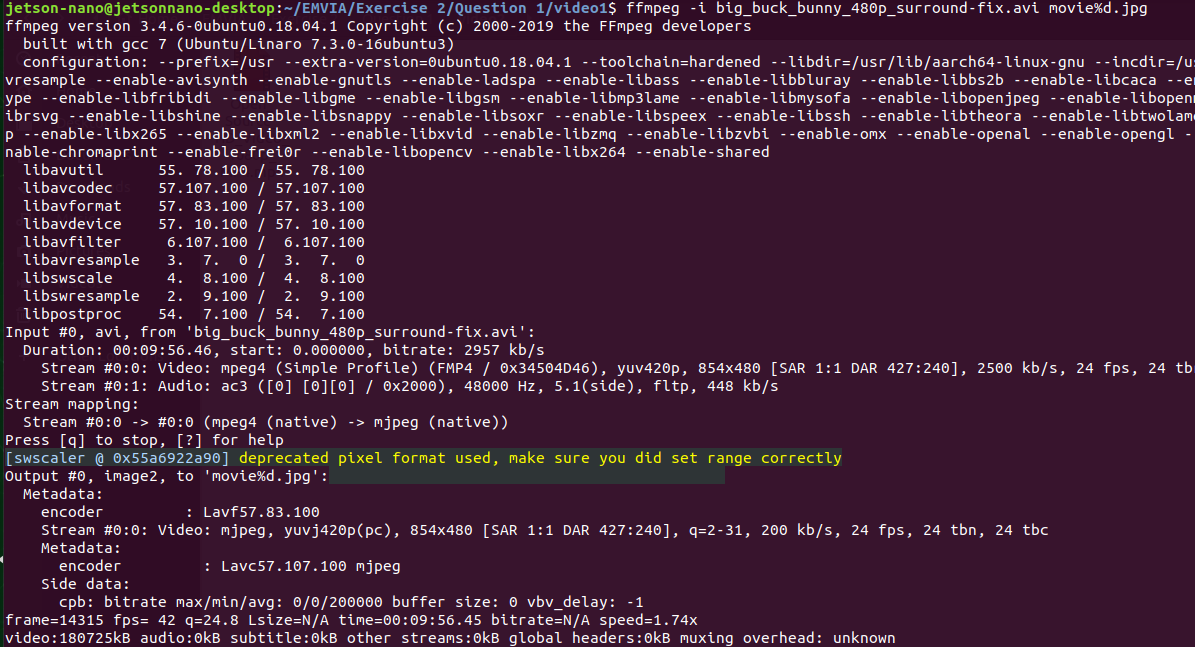 jetson-nano@jetsonnano-desktop:~/EMVIA/Exercise 2/Question 1/video1$ ffmpeg -i big_buck_bunny_480p_surround-fix.avi movie%d.jpg
ffmpeg version 3.4.6-0ubuntu0.18.04.1 Copyright (c) 2000-2019 the FFmpeg developers
  built with gcc 7 (Ubuntu/Linaro 7.3.0-16ubuntu3)
  configuration: --prefix=/usr --extra-version=0ubuntu0.18.04.1 --toolchain=hardened --libdir=/usr/lib/aarch64-linux-gnu --incdir=/us
vresample --enable-avisynth --enable-gnutls --enable-ladspa --enable-libass --enable-libbluray --enable-libbs2b --enable-libcaca --e
ype --enable-libfribidi --enable-libgme --enable-libgsm --enable-libmp3lame --enable-libmysofa --enable-libopenjpeg --enable-libopen
ibrsvg --enable-libshine --enable-libsnappy --enable-libsoxr --enable-libspeex --enable-libssh --enable-libtheora --enable-libtwolam
p --enable-libx265 --enable-libxml2 --enable-libxvid --enable-libzmq --enable-libzvbi --enable-omx --enable-openal --enable-opengl -
nable-chromaprint --enable-frei0r --enable-libopencv --enable-libx264 --enable-shared
  libavutil      55. 78.100 / 55. 78.100
  libavcodec     57.107.100 / 57.107.100
  libavformat    57. 83.100 / 57. 83.100
  libavdevice    57. 10.100 / 57. 10.100
  libavfilter     6.107.100 /  6.107.100
  libavresample   3.  7.  0 /  3.  7.  0
  libswscale      4.  8.100 /  4.  8.100
  libswresample   2.  9.100 /  2.  9.100
  libpostproc    54.  7.100 / 54.  7.100
Input #0, avi, from 'big_buck_bunny_480p_surround-fix.avi':
  Duration: 00:09:56.46, start: 0.000000, bitrate: 2957 kb/s
    Stream #0:0: Video: mpeg4 (Simple Profile) (FMP4 / 0x34504D46), yuv420p, 854x480 [SAR 1:1 DAR 427:240], 2500 kb/s, 24 fps, 24 tb
    Stream #0:1: Audio: ac3 ([0] [0][0] / 0x2000), 48000 Hz, 5.1(side), fltp, 448 kb/s
Stream mapping:
  Stream #0:0 -> #0:0 (mpeg4 (native) -> mjpeg (native))
Press [q] to stop, [?] for help
[swscaler @ 0x55a6922a90] deprecated pixel format used, make sure you did set range correctly
Output #0, image2, to 'movie%d.jpg':
  Metadata:
    encoder         : Lavf57.83.100
    Stream #0:0: Video: mjpeg, yuvj420p(pc), 854x480 [SAR 1:1 DAR 427:240], q=2-31, 200 kb/s, 24 fps, 24 tbn, 24 tbc
    Metadata:
      encoder         : Lavc57.107.100 mjpeg
    Side data:
      cpb: bitrate max/min/avg: 0/0/200000 buffer size: 0 vbv_delay: -1
frame=14315 fps= 42 q=24.8 Lsize=N/A time=00:09:56.45 bitrate=N/A speed=1.74x
video:180725kB audio:0kB subtitle:0kB other streams:0kB global headers:0kB muxing overhead: unknown